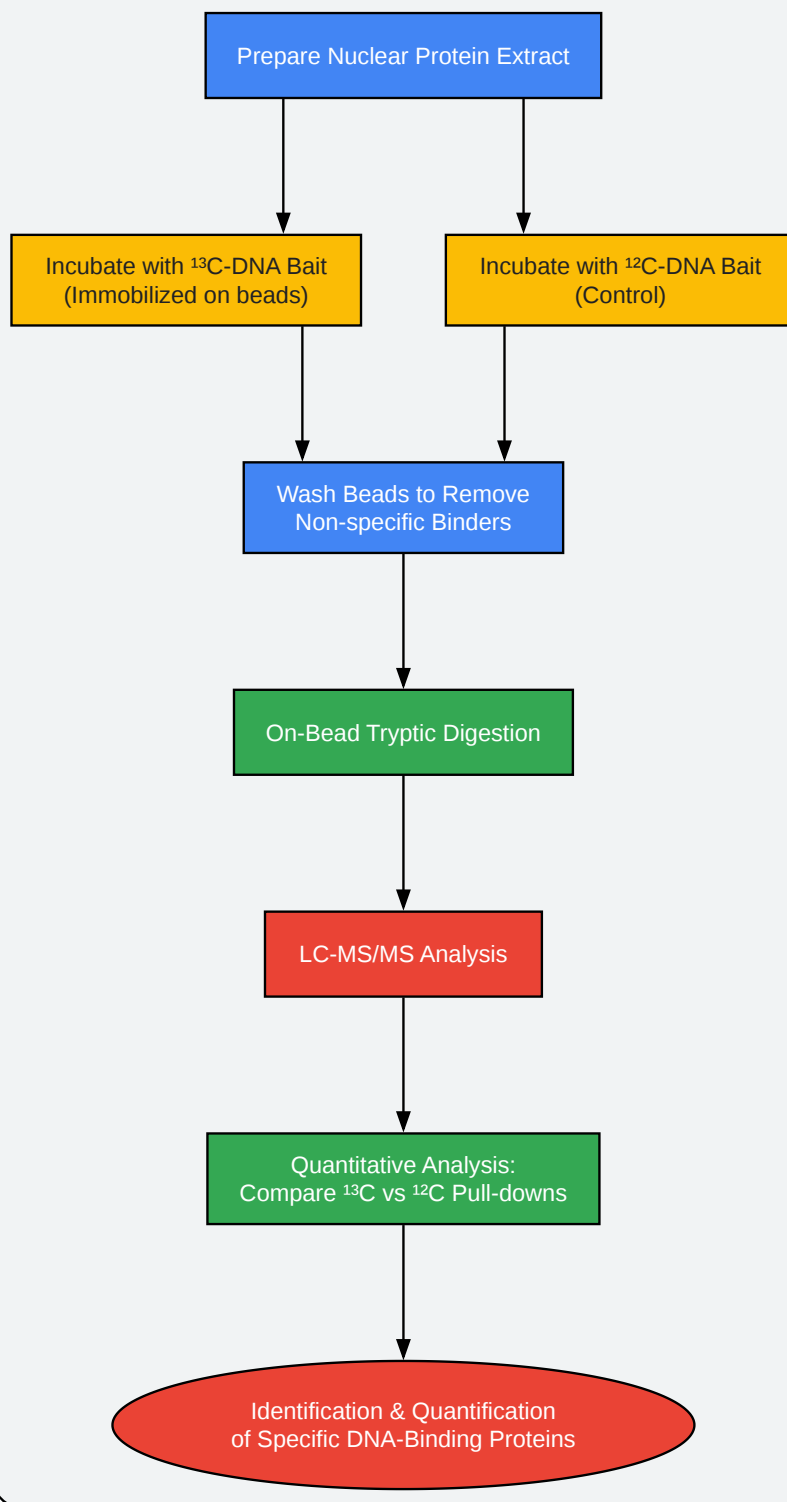 Prepare Nuclear Protein Extract
Incubate with ¹³C-DNA Bait
(Immobilized on beads)
Incubate with ¹²C-DNA Bait
(Control)
Wash Beads to Remove
Non-specific Binders
On-Bead Tryptic Digestion
LC-MS/MS Analysis
Quantitative Analysis:
Compare ¹³C vs ¹²C Pull-downs
Identification & Quantification
of Specific DNA-Binding Proteins